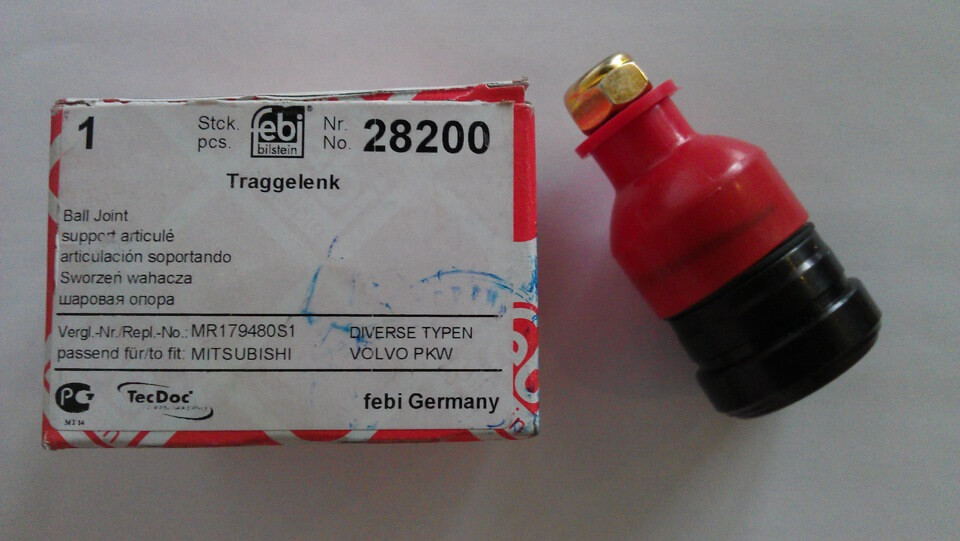 1 Stck. pcs. febi bilstein Nr. No. 28200
Traggelenk
Ball Joint
support articulé
articulación soportando
Sworzeń wahacza
шаровая опора
Vergl.-Nr./Repl.-No.: MR179480S1 DIVERSE TYPEN
passend für/to fit: MITSUBISHI VOLVO PKW
TecDoc febi Germany